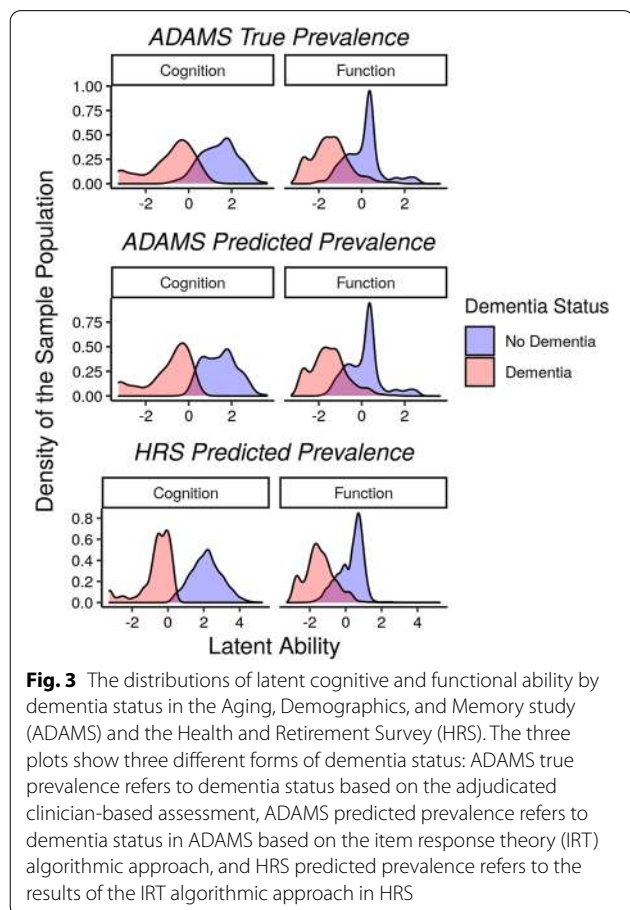 ADAMS True Prevalence
Cognition Function
1.00
0.75
0.50
0.25
0.00
-2 0 2 -2 0 2
ADAMS Predicted Prevalence
Cognition Function
0.75
0.50
0.25
0.00
-2 0 2 -2 0 2
HRS Predicted Prevalence
Cognition Function
0.8
0.6
0.4
0.2
0.0
-2 0 2 4 -2 0 2 4
Latent Ability
Density of the Sample Population
Dementia Status
No Dementia
Dementia
Fig. 3 The distributions of latent cognitive and functional ability by
dementia status in the Aging, Demographics, and Memory study
(ADAMS) and the Health and Retirement Survey (HRS). The three
plots show three different forms of dementia status: ADAMS true
prevalence refers to dementia status based on the adjudicated
clinician-based assessment, ADAMS predicted prevalence refers to
dementia status in ADAMS based on the item response theory (IRT)
algorithmic approach, and HRS predicted prevalence refers to the
results of the IRT algorithmic approach in HRS